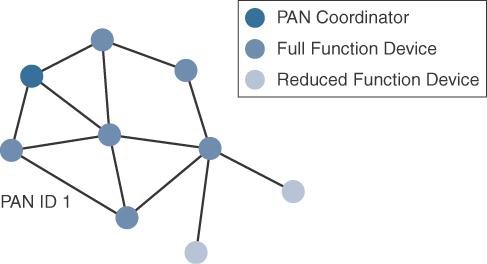 PAN Coordinator
Full Function Device
Reduced Function Device
PAN ID 1